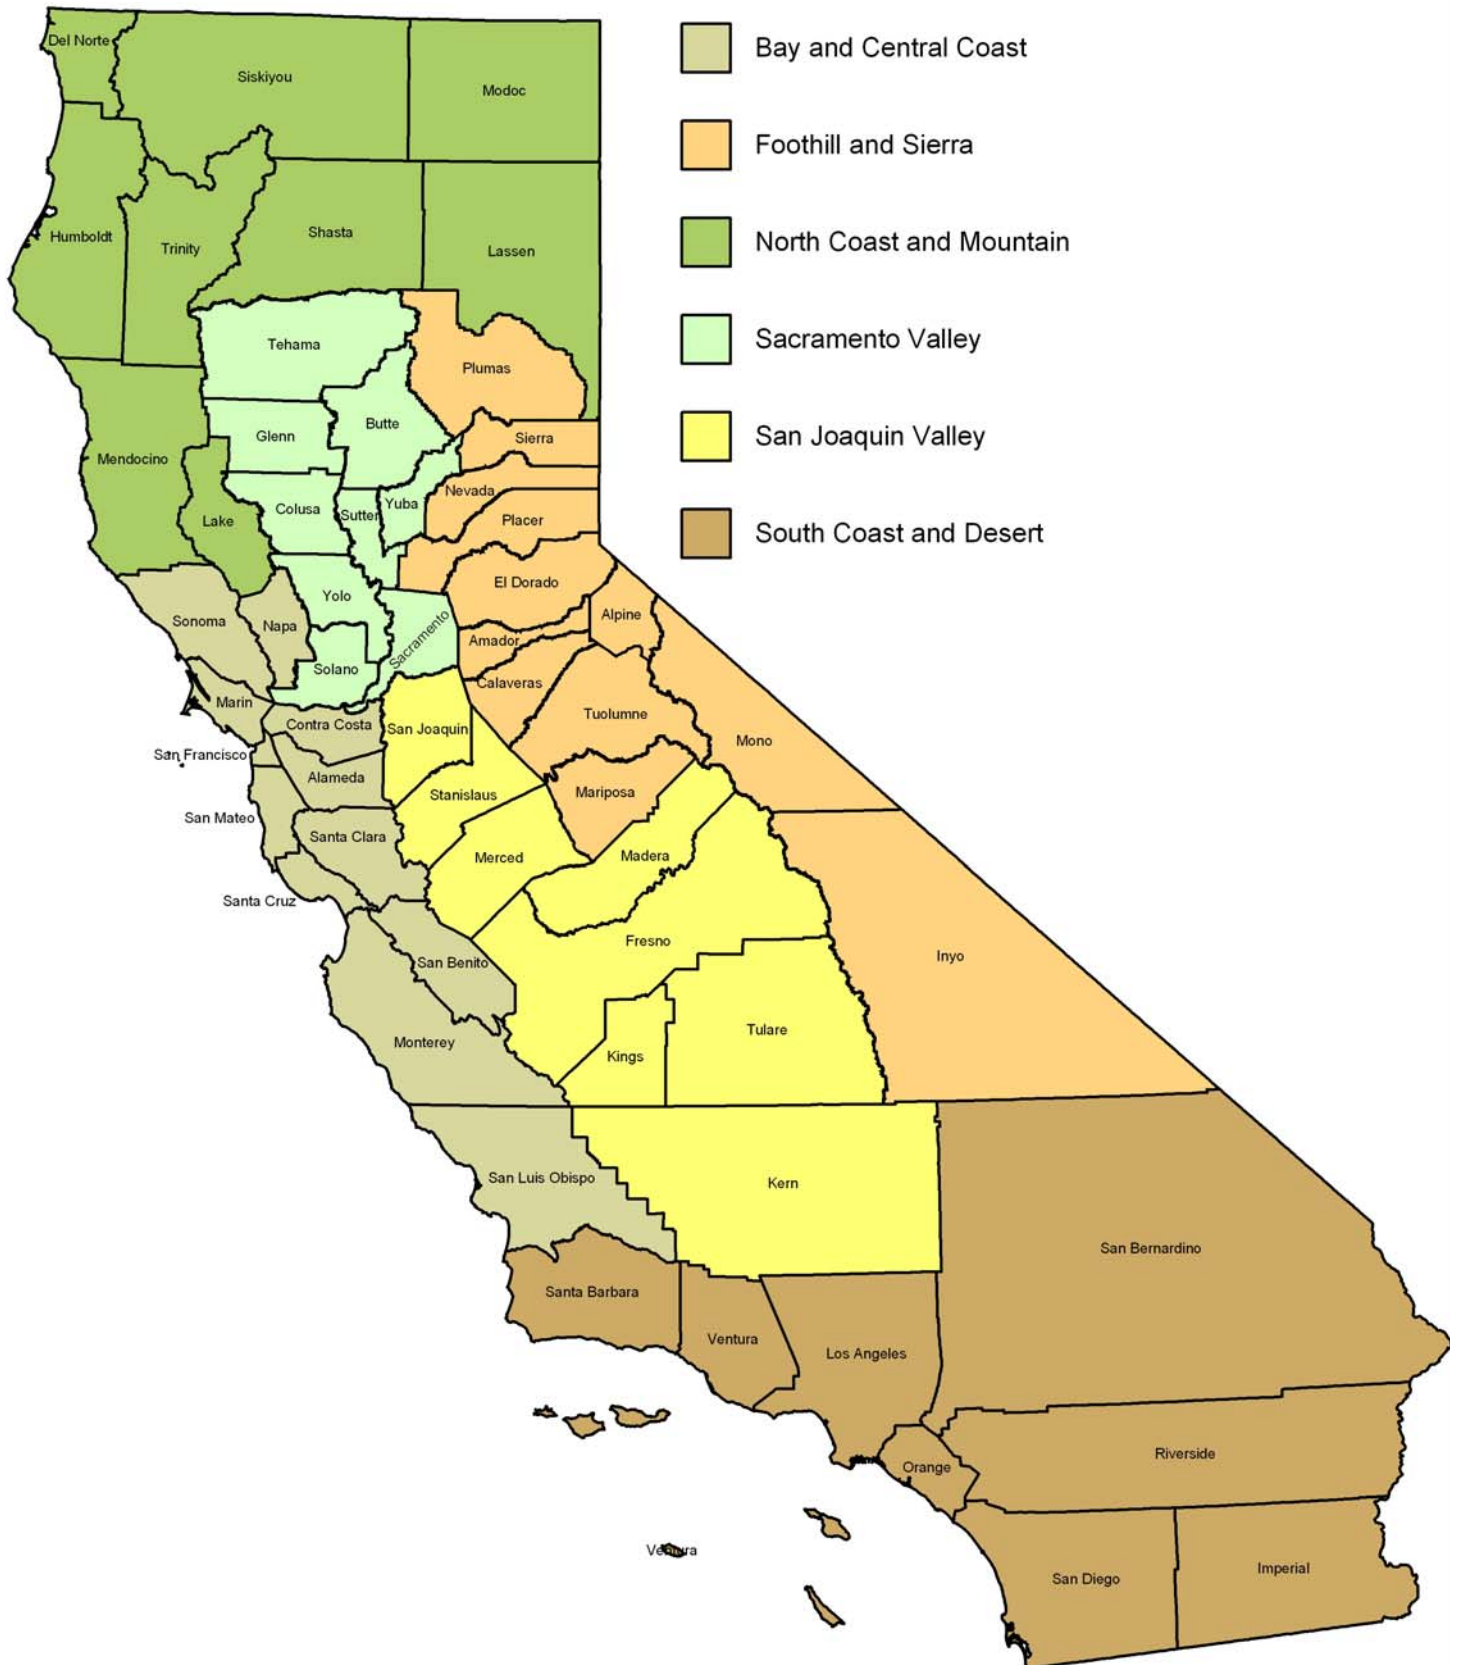 Del Norte
Siskiyou
Modoc
Humboldt
Trinity
Shasta
Lassen
Tehama
Plumas
Mendocino
Glenn
Butte
Sierra
Lake
Colusa
Sutter
Yuba
Nevada
Placer
Sonoma
Napa
Yolo
El Dorado
Alpine
Sacramento
Amador
Solano
Calaveras
Marin
Contra Costa
San Joaquin
Tuolumne
Mono
San Francisco
Alameda
Stanislaus
Mariposa
San Mateo
Santa Clara
Merced
Madera
Santa Cruz
San Benito
Fresno
Inyo
Monterey
Kings
Tulare
San Luis Obispo
Kern
San Bernardino
Santa Barbara
Ventura
Los Angeles
Orange
Riverside
Ventura
San Diego
Imperial
Bay and Central Coast
Foothill and Sierra
North Coast and Mountain
Sacramento Valley
San Joaquin Valley
South Coast and Desert